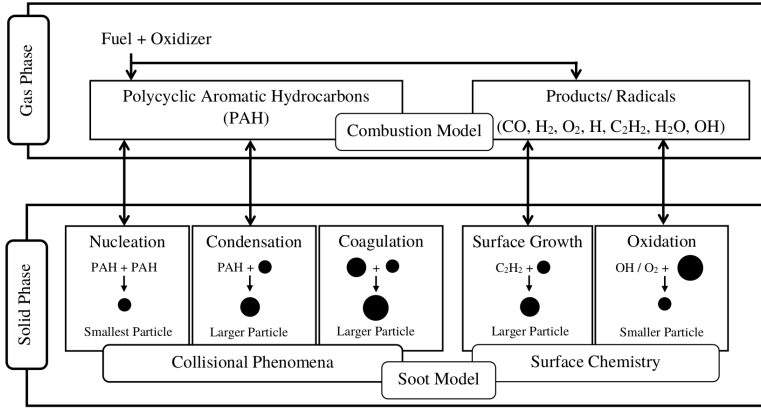 Gas Phase
Fuel + Oxidizer
Polycyclic Aromatic Hydrocarbons
(PAH)
Products/ Radicals
(CO, H₂, O₂, H, C₂H₂, H₂O, OH)
Combustion Model
Solid Phase
Nucleation
PAH + PAH
Smallest Particle
Condensation
PAH +
Larger Particle
Coagulation
+
Larger Particle
Surface Growth
C₂H₂ +
Larger Particle
Oxidation
OH / O₂ +
Smaller Particle
Collisional Phenomena
Surface Chemistry
Soot Model